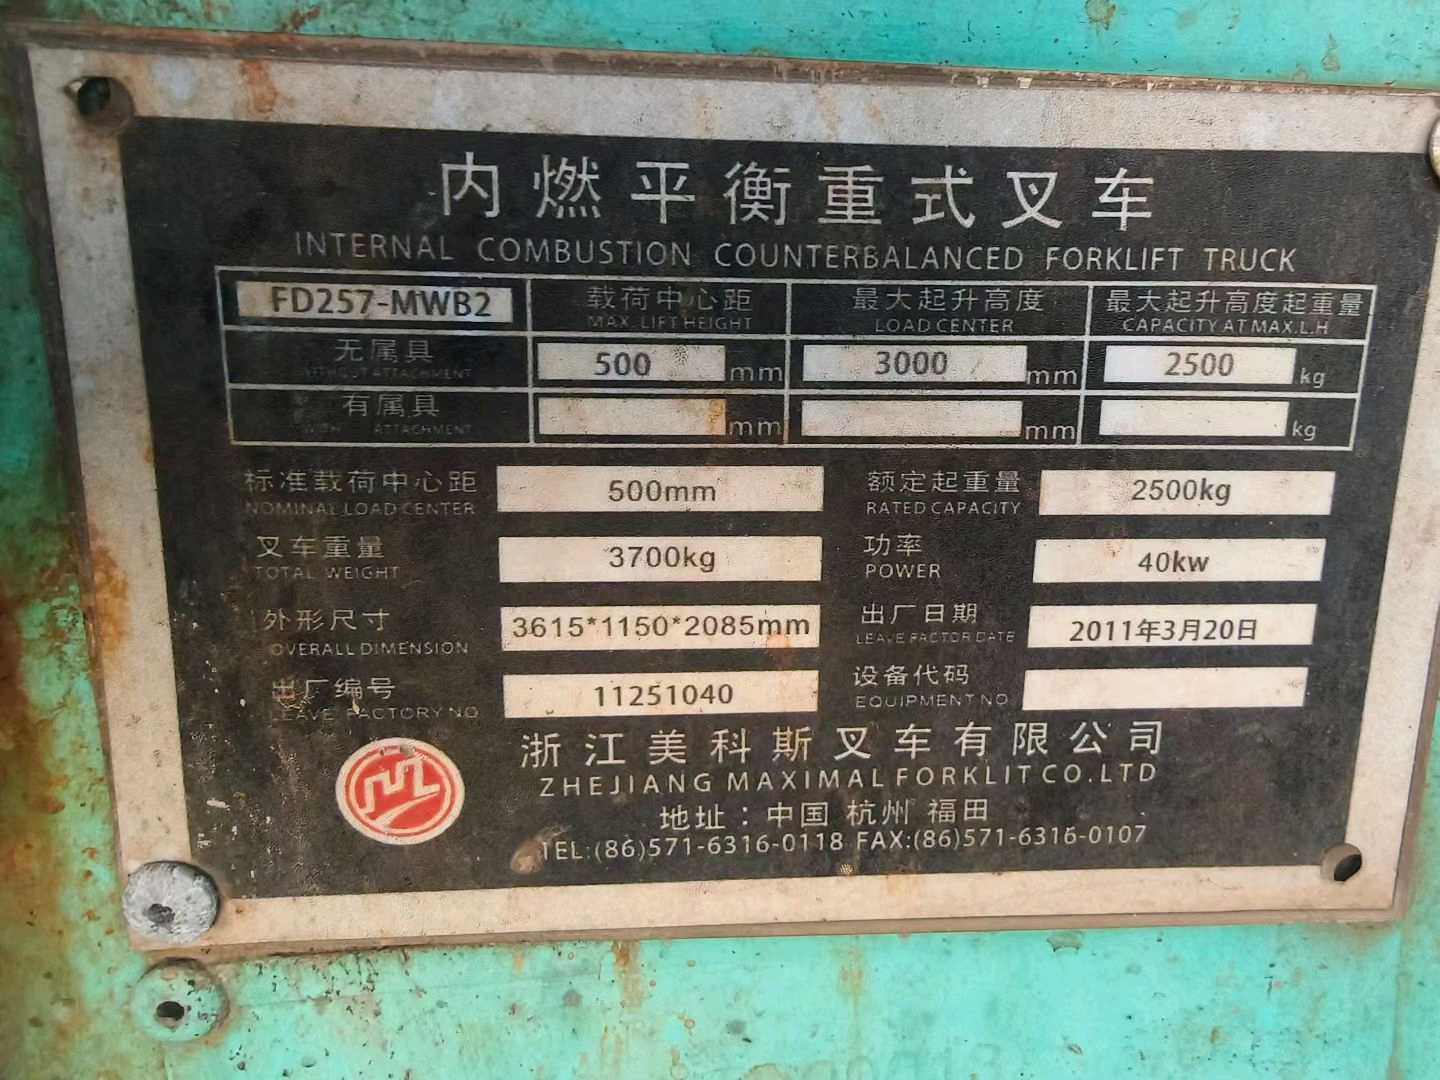 内燃平衡重式叉车
INTERNAL COMBUSTION COUNTERBALANCED FORKLIFT TRUCK
FD257-MWB2 载荷中心距 最大起升高度 最大起升高度起重量
MAX. LIFT HEIGHT LOAD CENTER CAPACITY AT MAX.L.H
无属具 500 mm 3000 mm 2500 kg
WITHOUT ATTACHMENT
有属具 mm mm kg
WITH ATTACHMENT
标准载荷中心距 500mm 额定起重量 2500kg
NOMINAL LOAD CENTER RATED CAPACITY
叉车重量 3700kg 功率 40kw
TOTAL WEIGHT POWER
外形尺寸 3615*1150*2085mm 出厂日期 2011年3月20日
OVERALL DIMENSION LEAVE FACTOR DATE
出厂编号 11251040 设备代码
LEAVE FACTORY NO EQUIPMENT NO
浙江美科斯叉车有限公司
ZHEJIANG MAXIMAL FORKLIT CO.LTD
地址：中国 杭州 福田
TEL:(86)571-6316-0118 FAX:(86)571-6316-0107